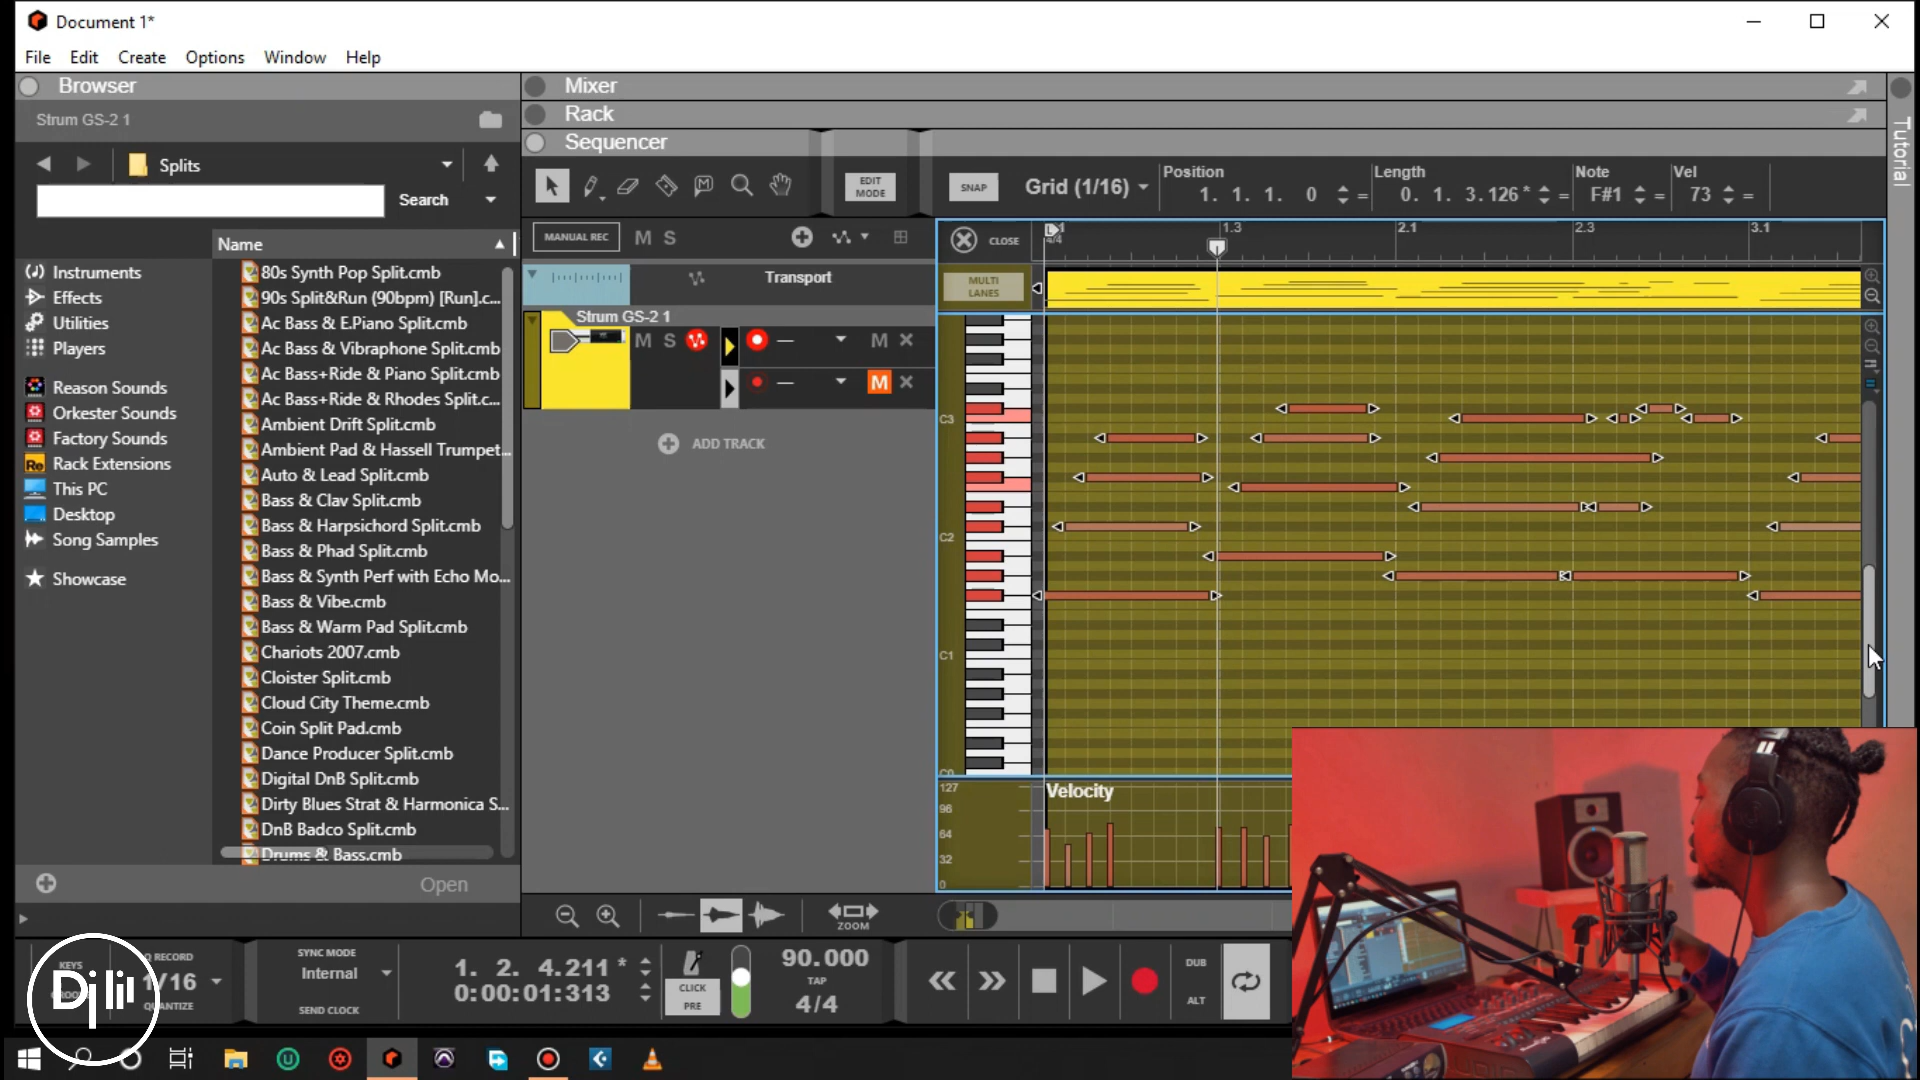 Document 1*
File Edit Create Options Window Help
Browser
Strum GS-2 1
Splits
Search
Name
Instruments
Effects
Utilities
Players
Reason Sounds
Orkester Sounds
Factory Sounds
Rack Extensions
This PC
Desktop
Song Samples
Showcase
80s Synth Pop Split.cmb
90s Split&Run (90bpm) [Run].c...
Ac Bass & E.Piano Split.cmb
Ac Bass & Vibraphone Split.cmb
Ac Bass+Ride & Piano Split.cmb
Ac Bass+Ride & Rhodes Split.c...
Ambient Drift Split.cmb
Ambient Pad & Hassell Trumpet...
Auto & Lead Split.cmb
Bass & Clav Split.cmb
Bass & Harpsichord Split.cmb
Bass & Phad Split.cmb
Bass & Synth Perf with Echo Mo...
Bass & Vibe.cmb
Bass & Warm Pad Split.cmb
Chariots 2007.cmb
Cloister Split.cmb
Cloud City Theme.cmb
Coin Split Pad.cmb
Dance Producer Split.cmb
Digital DnB Split.cmb
Dirty Blues Strat & Harmonica S...
DnB Badco Split.cmb
Drums & Bass.cmb
Open
Mixer
Rack
Sequencer
Tutorial
EDIT MODE
SNAP
Grid (1/16)
Position
1. 1. 1. 0
Length
0. 1. 3.126 *
Note
F#1
Vel
73
=
MANUAL REC
M S
CLOSE
L
4/4
1.3
2.1
2.3
3.1
Transport
MULTI LANES
Strum GS-2 1
M S
M
M
ADD TRACK
C3
C2
C1
C0
Velocity
127
96
64
32
0
ZOOM
KEYS
Q RECORD
1/16
QUANTIZE
SYNC MODE
Internal
SEND CLOCK
1. 2. 4.211 *
0:00:01:313
CLICK
PRE
90.000
TAP
4/4
DUB
ALT
Dj lil